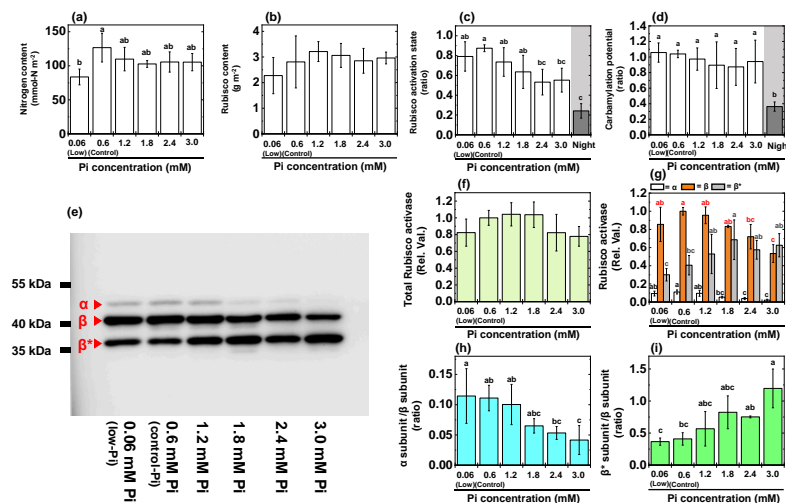 (a)
Nitrogen content
(mmol-N m⁻²)
200
150
100
50
0
b
a
ab
ab
ab
ab
0.06
0.6
1.2
1.8
2.4
3.0
(Low)(Control)
Pi concentration (mM)
(b)
Rubisco content
(g m⁻²)
5
4
3
2
1
0
0.06
0.6
1.2
1.8
2.4
3.0
(Low)(Control)
Pi concentration (mM)
(c)
Rubisco activation state
(ratio)
1.0
0.8
0.6
0.4
0.2
0.0
ab
a
ab
ab
bc
bc
c
0.06
0.6
1.2
1.8
2.4
3.0
Night
(Low)(Control)
Pi concentration (mM)
(d)
Carbamylation potential
(ratio)
1.2
1.0
0.8
0.6
0.4
0.2
0.0
a
a
a
a
a
a
b
0.06
0.6
1.2
1.8
2.4
3.0
Night
(Low)(Control)
Pi concentration (mM)
(e)
55 kDa
40 kDa
35 kDa
α
β
β*
0.06 mM Pi
(low-Pi)
0.6 mM Pi
(control-Pi)
1.2 mM Pi
1.8 mM Pi
2.4 mM Pi
3.0 mM Pi
(f)
Total Rubisco activase
(Rel. Val.)
1.2
1.0
0.8
0.6
0.4
0.2
0.0
0.06
0.6
1.2
1.8
2.4
3.0
(Low)(Control)
Pi concentration (mM)
(g)
= α
= β
= β*
Rubisco activase
(Rel. Val.)
1.2
1.0
0.8
0.6
0.4
0.2
0.0
ab
ab
c
ab
a
bc
ab
ab
ab
bc
ab
a
bc
bc
ab
c
c
ab
0.06
0.6
1.2
1.8
2.4
3.0
(Low)(Control)
Pi concentration (mM)
(h)
α subunit/β subunit
(ratio)
0.15
0.10
0.05
0.00
a
ab
ab
abc
bc
c
0.06
0.6
1.2
1.8
2.4
3.0
(Low)(Control)
Pi concentration (mM)
(i)
β* subunit/β subunit
(ratio)
1.5
1.0
0.5
0.0
c
bc
abc
abc
abc
a
0.06
0.6
1.2
1.8
2.4
3.0
(Low)(Control)
Pi concentration (mM)